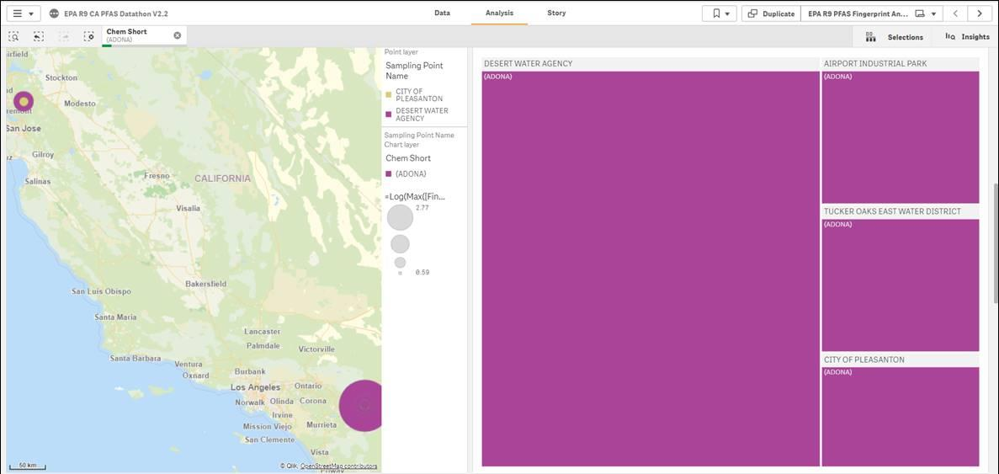 EPA R9 CA PFAS Datathon V2.2
Data
Analysis
Story
Duplicate
EPA R9 PFAS Fingerprint An...
Chem Short
(ADONA)
Selections
Insights
airfield
Stockton
Modesto
San Jose
Gilroy
Salinas
Fresno
CALIFORNIA
Visalia
Bakersfield
San Luis Obispo
Santa Maria
Lancaster
Palmdale
Victorville
Santa Barbara
Ventura
Oxnard
Burbank
Los Angeles
Ontario
Norwalk
Olinda
Corona
Irvine
Mission Viejo
Murrieta
San Clemente
Vista
50 km
© Qlik, OpenStreetMap contributors
Point layer
Sampling Point
Name
CITY OF
PLEASANTON
DESERT WATER
AGENCY
Sampling Point Name
Chart layer
Chem Short
(ADONA)
=Log(Max([Fin...
2.77
0.59
DESERT WATER AGENCY
(ADONA)
AIRPORT INDUSTRIAL PARK
(ADONA)
TUCKER OAKS EAST WATER DISTRICT
(ADONA)
CITY OF PLEASANTON
(ADONA)